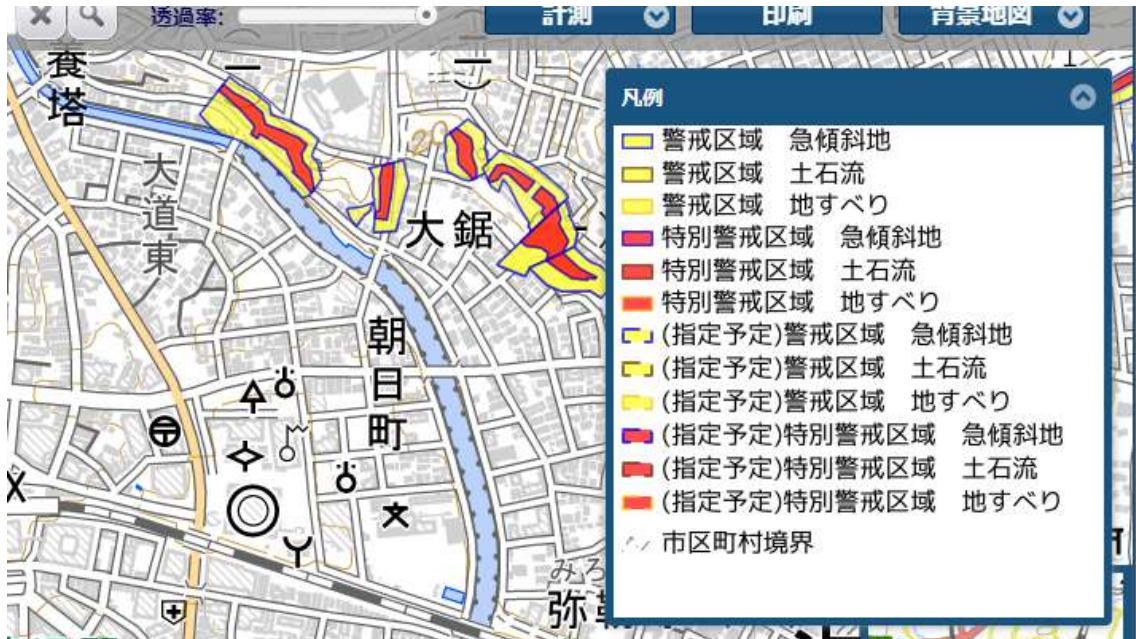 透過率:
計測
印刷
背景地図
養塔
一
二
凡例
警戒区域 急傾斜地
警戒区域 土石流
警戒区域 地すべり
特別警戒区域 急傾斜地
特別警戒区域 土石流
特別警戒区域 地すべり
(指定予定)警戒区域 急傾斜地
(指定予定)警戒区域 土石流
(指定予定)警戒区域 地すべり
(指定予定)特別警戒区域 急傾斜地
(指定予定)特別警戒区域 土石流
(指定予定)特別警戒区域 地すべり
市区町村境界
大道東
大鋸
朝日町
みろ
弥